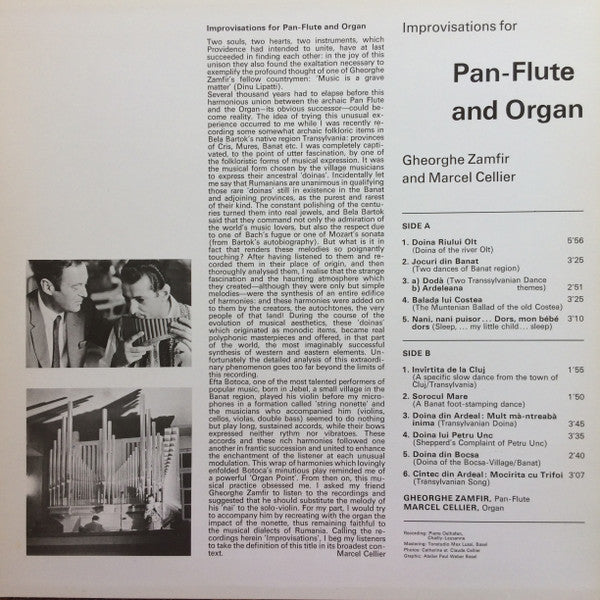 Improvisations for Pan-Flute and Organ
Two souls, two hearts, two instruments, which
Providence had intended to unite, have at last
succeeded in finding each other: in the joy of this
unison they also found the exaltation necessary to
exemplify the profound thought of one of Gheorghe
Zamfir's fellow countrymen: 'Music is a grave
matter' (Dinu Lipatti).
Several thousand years had to elapse before this
harmonious union between the archaic Pan Flute
and the Organ—its obvious successor—could be-
come reality. The idea of trying this unusual ex-
perience occurred to me while I was recently re-
cording some somewhat archaic folkloric items in
Bela Bartok's native region Transylvania: provinces
of Cris, Mures, Banat etc. I was completely capti-
vated, to the point of utter fascination, by one of
the folkloristic forms of musical expression. It was
the musical form chosen by the village musicians
to express their ancestral 'doinas'. Incidentally let
me say that Rumanians are unanimous in qualifying
those rare 'doinas' still in existence in the Banat
and adjoining provinces, as the purest and rarest
of their kind. The constant polishing of the centu-
ries turned them into real jewels, and Bela Bartok
said that they command not only the admiration of
the world's music lovers, but also the respect due
to one of Bach's fugue or one of Mozart's sonata
(from Bartok's autobiography). But what is it in
fact that renders these melodies so poignantly
touching? After having listened to them and re-
corded them in their place of origin, and then
thoroughly analysed them, I realise that the strange
fascination and the haunting atmosphere which
they created—although they were only but simple
melodies—were the synthesis of an entire edifice
of harmonies: and these harmonies were added on
to them by the creators, the autochtones, the very
people of that land! During the course of the
evolution of musical aesthetics, these 'doinas'
which originated as monodic items, became real
polyphonic masterpieces and offered, in that part
of the world, the most invariably successful
synthesis of western and eastern elements. Un-
fortunately the detailed analysis of this extraordi-
nary phenomenon goes too far beyond the limits of
this recording.
Efta Botoca, one of the most talented performers of
popular music, born in Jebel, a small village in the
Banat region, played his violin before my micro-
phones in a formation called 'string nonette' and
the musicians who accompanied him (violins,
cellos, violas, double bass) seemed to do nothing
but play long, sustained accords, while their bows
expressed neither rythm nor vibratoes. These
accords and these rich harmonies followed one
another in frantic succession and united to enhance
the enchantment of the listener at each unusual
modulation. This wrap of harmonies which lovingly
enfolded Botoca's minutious play reminded me of
a powerful 'Organ Point'. From then on, this mu-
sical practice obsessed me. I asked my friend
Gheorghe Zamfir to listen to the recordings and
suggested that he should substitute the melody of
his 'nai' to the solo-violin. For my part, I would try
to accompany him by recreating with the organ the
impact of the nonette, thus remaining faithful to
the musical dialects of Rumania. Calling the re-
cordings herein 'Improvisations', I beg my listeners
to take the definition of this title in its broadest con-
text. Marcel Cellier
Improvisations for
Pan-Flute
and Organ
Gheorghe Zamfir
and Marcel Cellier
SIDE A
1. Doina Riului Olt 5'56
(Doina of the river Olt)
2. Jocuri din Banat 3'25
(Two dances of Banat region)
3. a) Dodà (Two Transsylvanian Dance
b) Ardeleana themes) 2'51
4. Balada lui Costea 3'25
(The Muntenian Ballad of the old Costea)
5. Nani, nani puisor... Dors, mon bébé 3'10
dors (Sleep, ... my little child ... sleep)
SIDE B
1. Invîrtita de la Cluj 1'55
(A spacific slow dance from the town of
Cluj/Transylvania)
2. Sorocul Mare 1'50
(A Banat foot-stamping dance)
3. Doina din Ardeal: Mult mà-ntreabà
inima (Transylvanian Doina) 3'45
4. Doina lui Petru Unc 3'35
(Shepperd's Complaint of Petru Unc)
5. Doina din Bocsa 2'40
(Doina of the Bocsa-Village/Banat)
6. Cintec din Ardeal: Mocirita cu Trifoi 3'07
(Transylvanian Song)
GHEORGHE ZAMFIR, Pan-Flute
MARCEL CELLIER, Organ
Recording: Pierre
Chailly-Lausanne
Mastering: Tonstudio Max Lussi, Basel
Photos: Catherine et Claude Cellier
Graphic: Atelier Paul Weber Basel